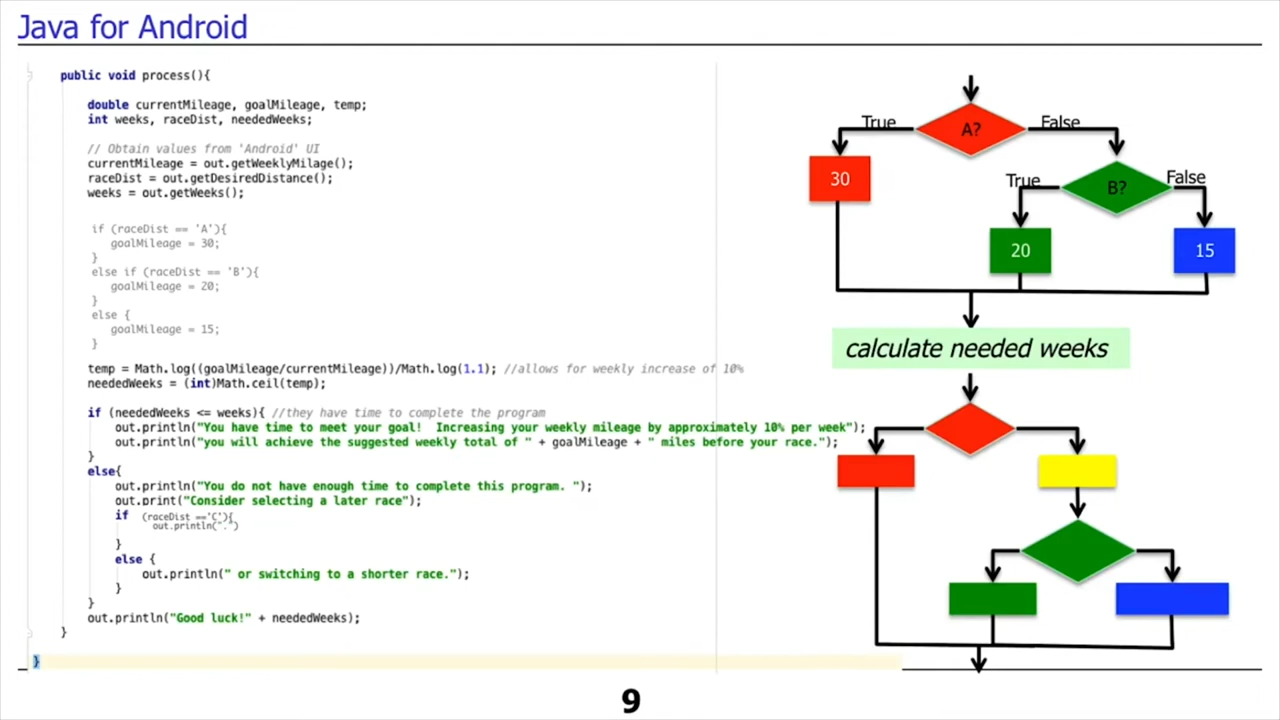 Java for Android
public void process(){
double currentMileage, goalMileage, temp;
int weeks, raceDist, neededWeeks;
// Obtain values from 'Android' UI
currentMileage = out.getWeeklyMilage();
raceDist = out.getDesiredDistance();
weeks = out.getWeeks();
if (raceDist == 'A'){
goalMileage = 30;
}
else if (raceDist == 'B'){
goalMileage = 20;
}
else {
goalMileage = 15;
}
temp = Math.log((goalMileage/currentMileage))/Math.log(1.1); //allows for weekly increase of 10%
neededWeeks = (int)Math.ceil(temp);
if (neededWeeks <= weeks){ //they have time to complete the program
out.println("You have time to meet your goal!  Increasing your weekly mileage by approximately 10% per week");
out.println("you will achieve the suggested weekly total of " + goalMileage + " miles before your race.");
}
else{
out.println("You do not have enough time to complete this program. ");
out.print("Consider selecting a later race");
if (raceDist =='C'){
out.println(".")
}
else {
out.println(" or switching to a shorter race.");
}
}
out.println("Good luck!" + neededWeeks);
}
}
A?
True
False
30
B?
True
False
20
15
calculate needed weeks
9